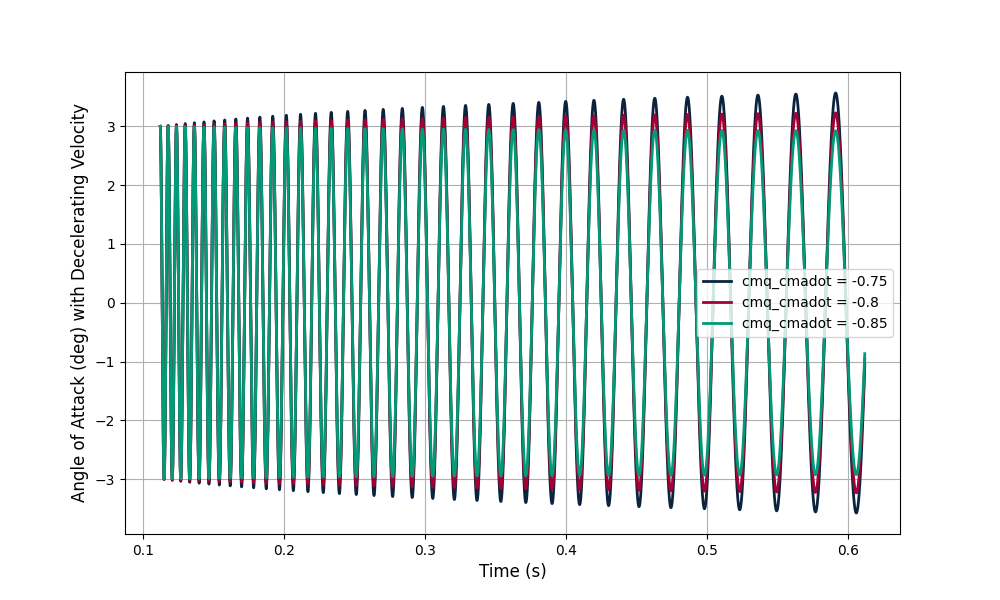 Angle of Attack (deg) with Decelerating Velocity
3
2
1
0
−1
−2
−3
cmq_cmadot = -0.75
cmq_cmadot = -0.8
cmq_cmadot = -0.85
0.1 0.2 0.3 0.4 0.5 0.6
Time (s)